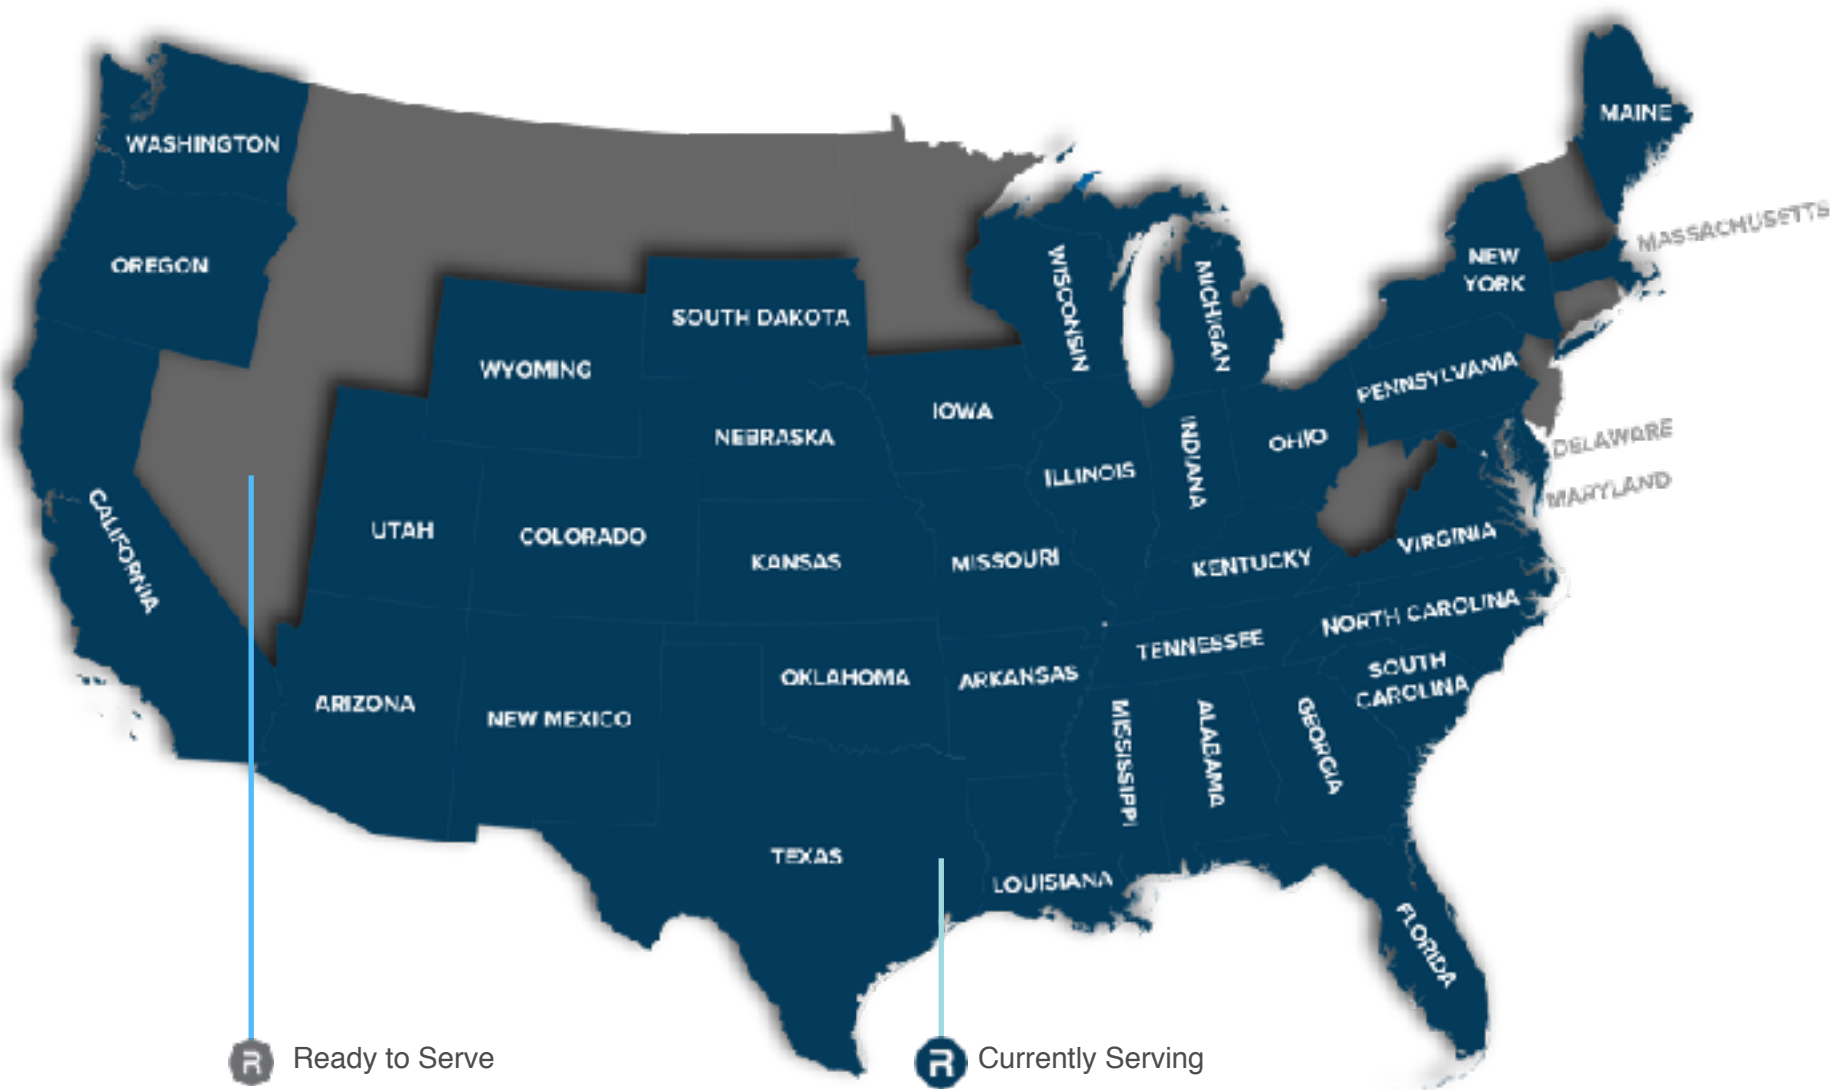 MAINE
WASHINGTON
MASSACHUSETTS
OREGON
NEW
YORK
WISCONSIN
MICHIGAN
SOUTH DAKOTA
WYOMING
PENNSYLVANIA
IOWA
NEBRASKA
OHIO
DELAWARE
INDIANA
ILLINOIS
MARYLAND
CALIFORNIA
UTAH
COLORADO
KANSAS
MISSOURI
KENTUCKY
VIRGINIA
NORTH CAROLINA
TENNESSEE
OKLAHOMA
ARKANSAS
SOUTH
CAROLINA
ARIZONA
NEW MEXICO
MISSISSIPPI
ALABAMA
GEORGIA
TEXAS
LOUISIANA
FLORIDA
R Ready to Serve
R Currently Serving